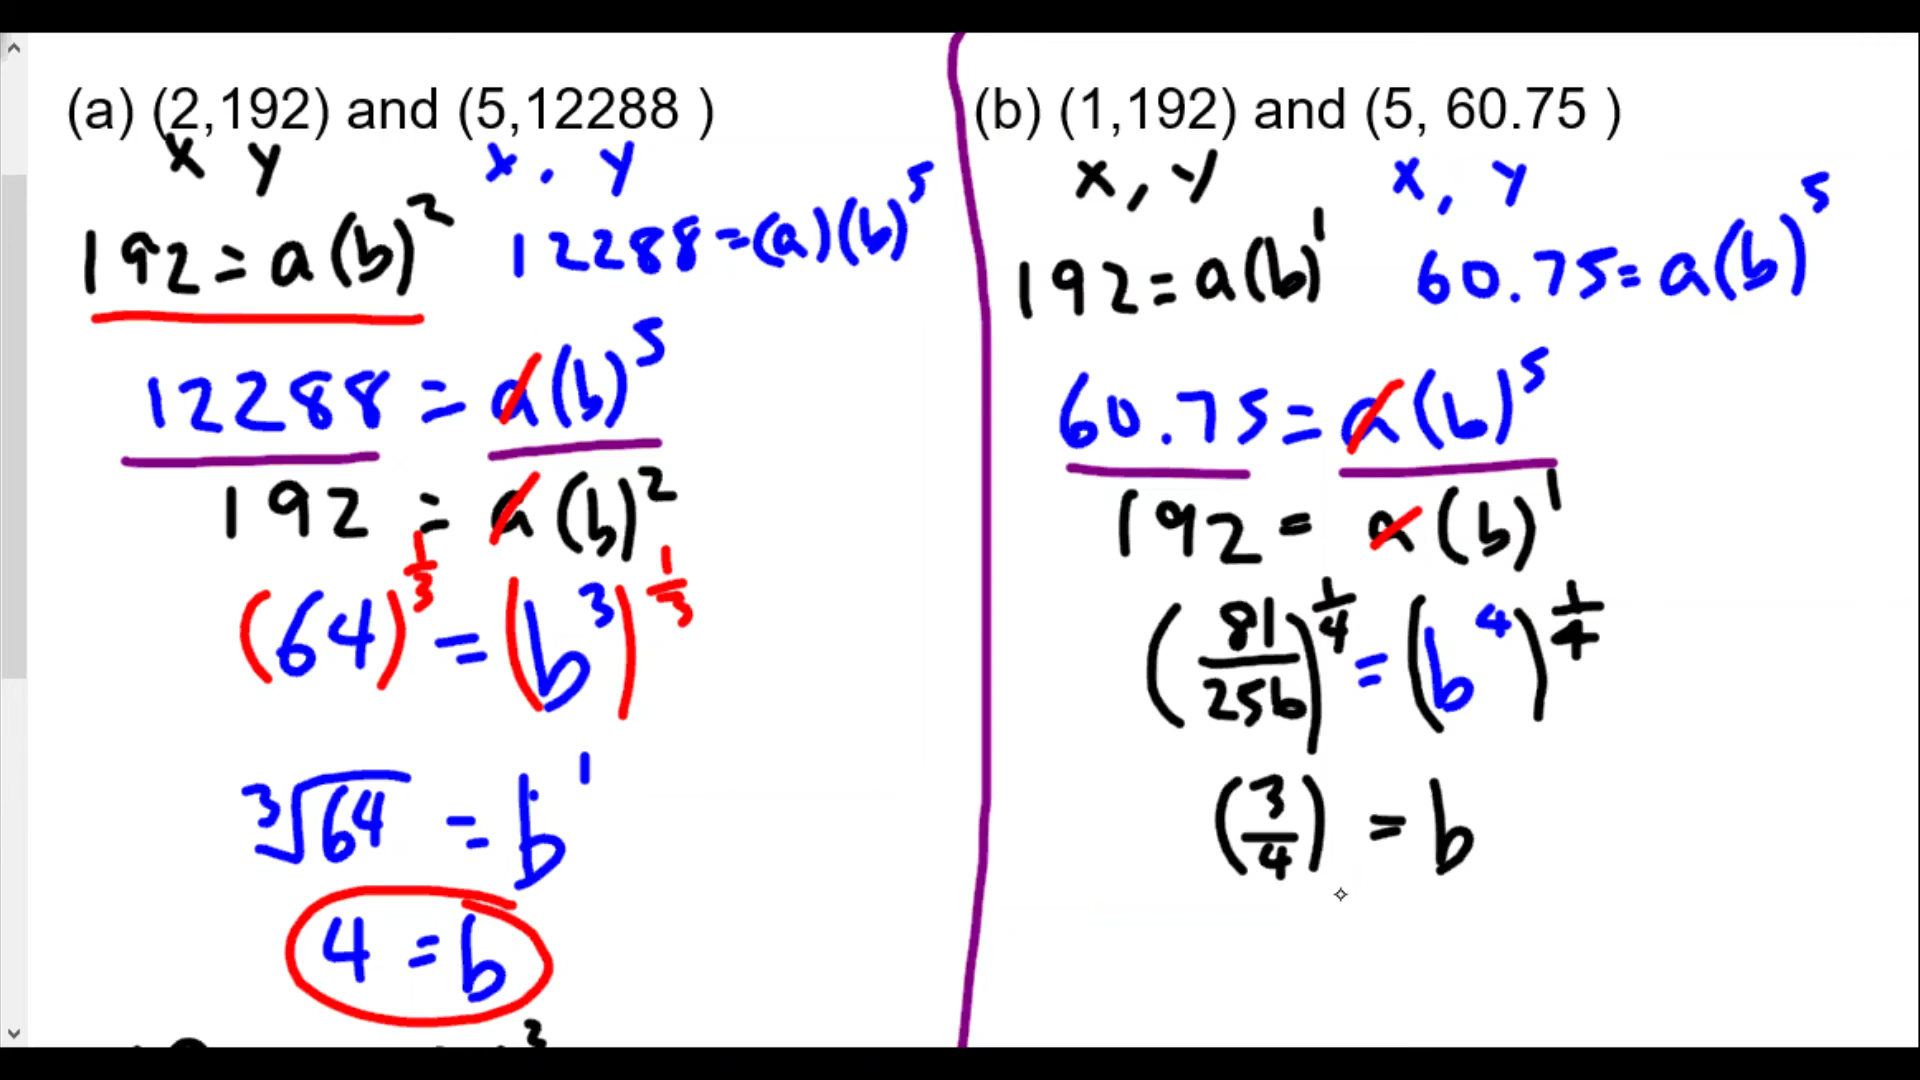 (a) (2,192) and (5,12288 )
x y x , y
192 = a(b)^2 12288 = (a)(b)^5
12288 = a(b)^5
192 = a(b)^2
(64)^1/3 = (b^3)^1/3
3√64 = b^1
4 = b
(b) (1,192) and (5, 60.75 )
x , y x, y
192 = a(b)^1 60.75 = a(b)^5
60.75 = a(b)^5
192 = a(b)^1
(81/256)^1/4 = (b^4)^1/4
(3/4) = b